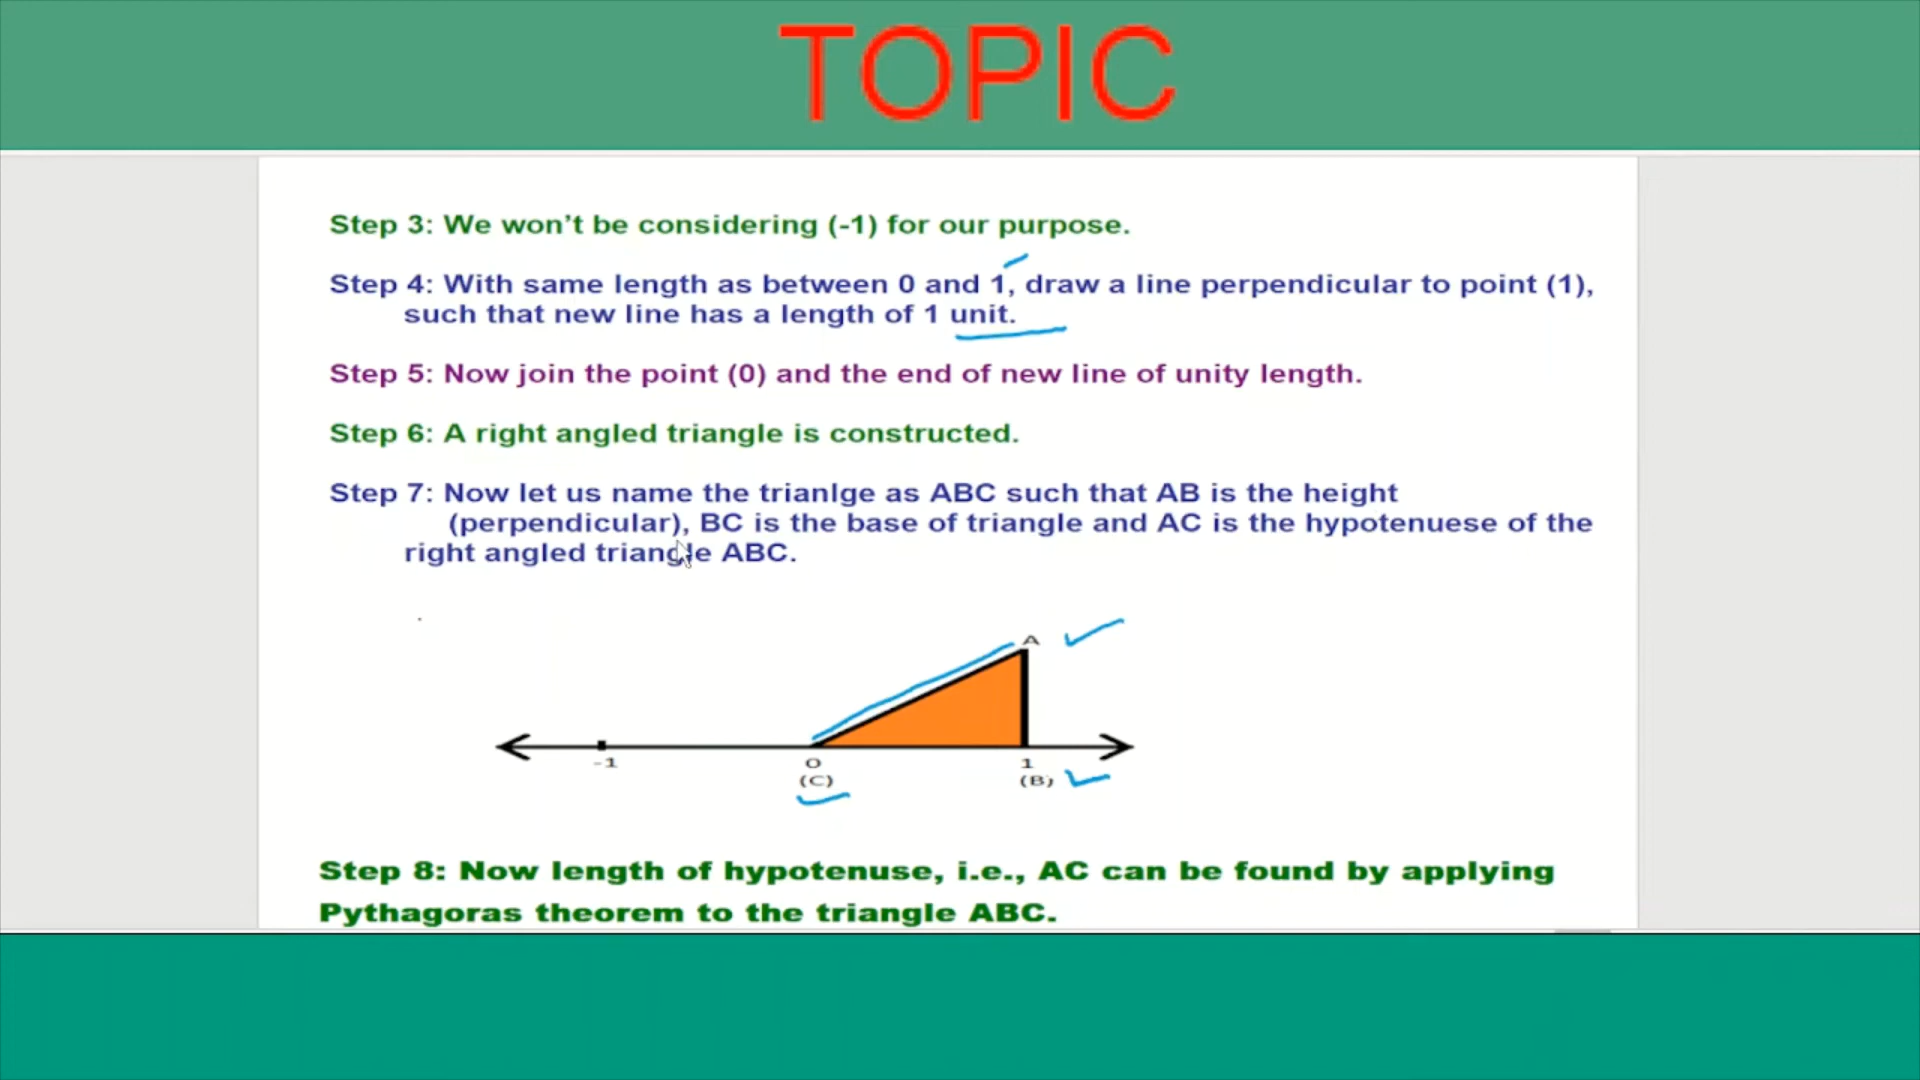 TOPIC
Step 3: We won’t be considering (-1) for our purpose.
Step 4: With same length as between 0 and 1, draw a line perpendicular to point (1),
such that new line has a length of 1 unit.
Step 5: Now join the point (0) and the end of new line of unity length.
Step 6: A right angled triangle is constructed.
Step 7: Now let us name the trianlge as ABC such that AB is the height
(perpendicular), BC is the base of triangle and AC is the hypotenuese of the
right angled triangle ABC.
A
-1 0 1
(C) (B)
Step 8: Now length of hypotenuse, i.e., AC can be found by applying
Pythagoras theorem to the triangle ABC.